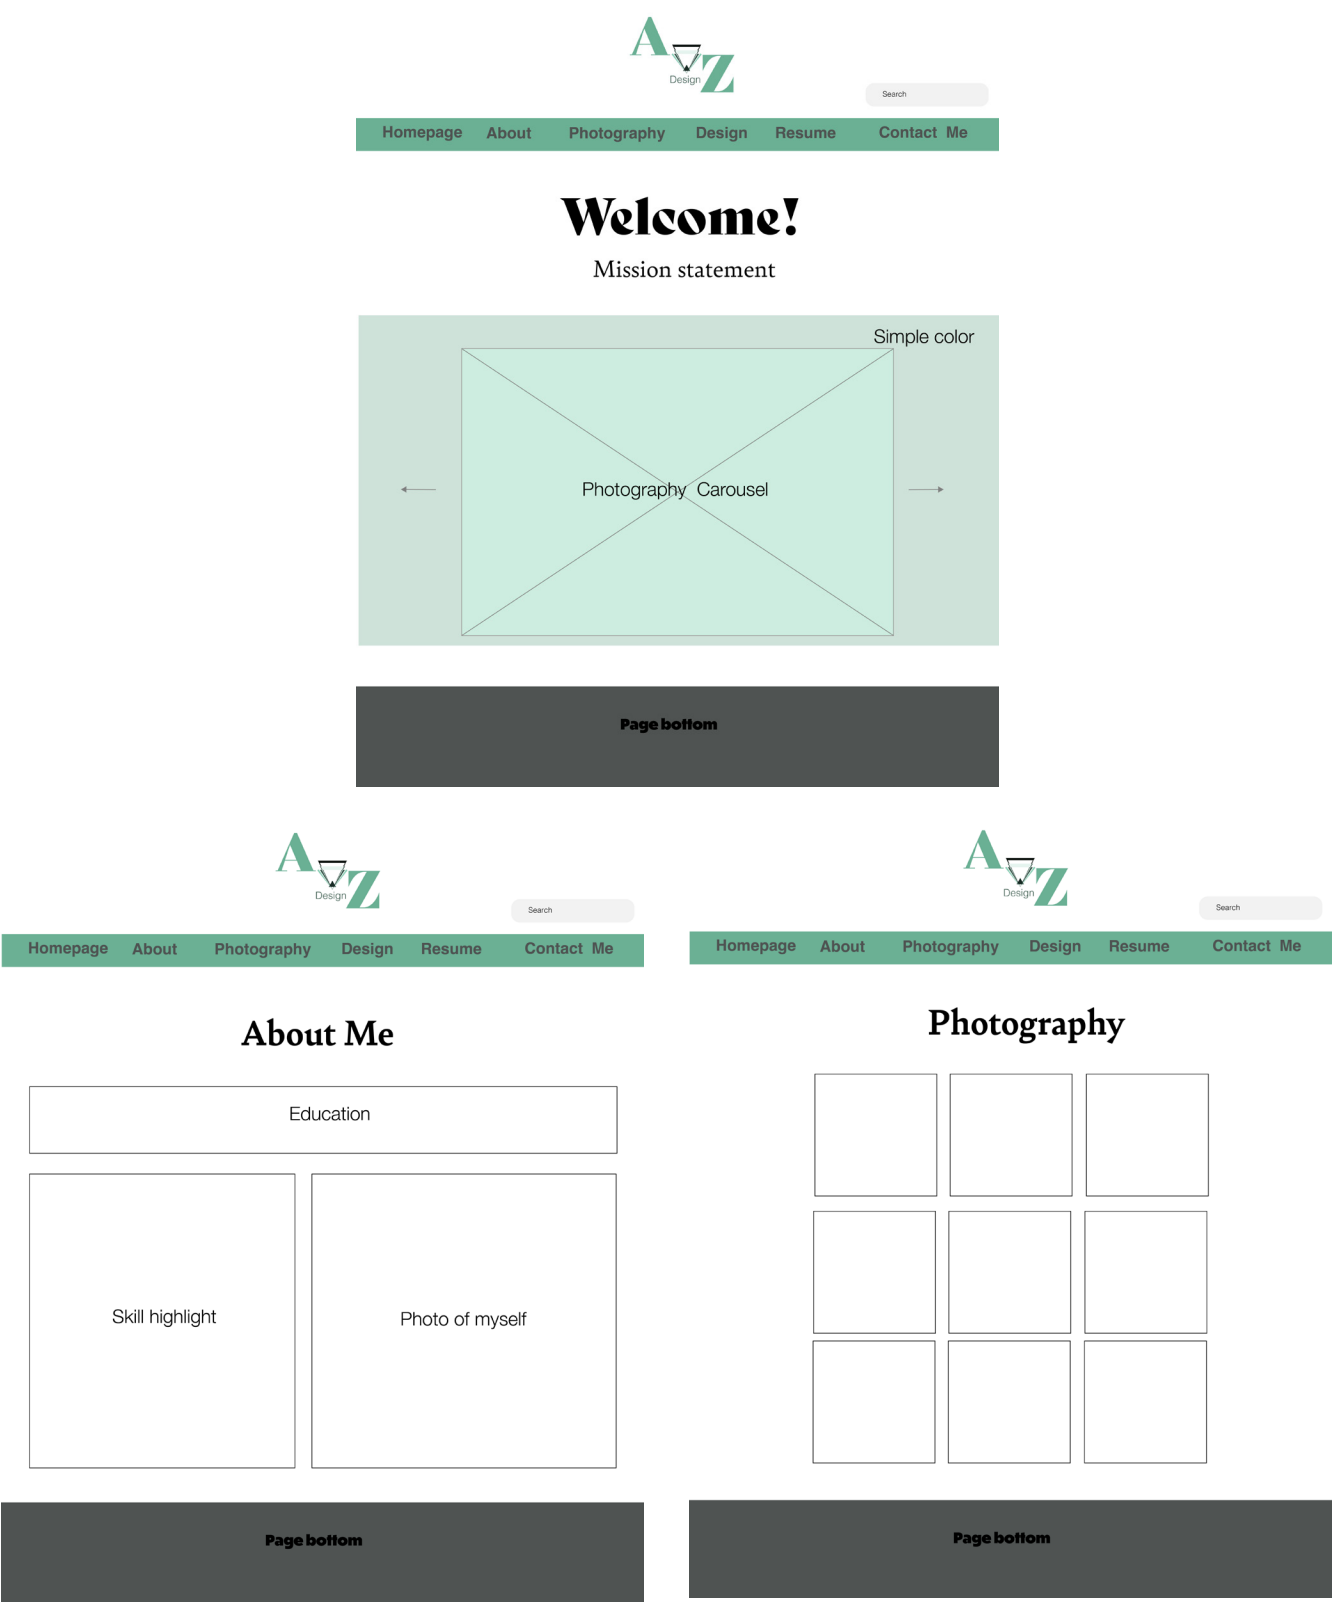 A Z
Design
Search
Homepage About Photography Design Resume Contact Me
Welcome!
Mission statement
Simple color
Photography Carousel
Page bottom
A Z
Design
Search
Homepage About Photography Design Resume Contact Me
About Me
Education
Skill highlight
Photo of myself
Page bottom
A Z
Design
Search
Homepage About Photography Design Resume Contact Me
Photography
Page bottom